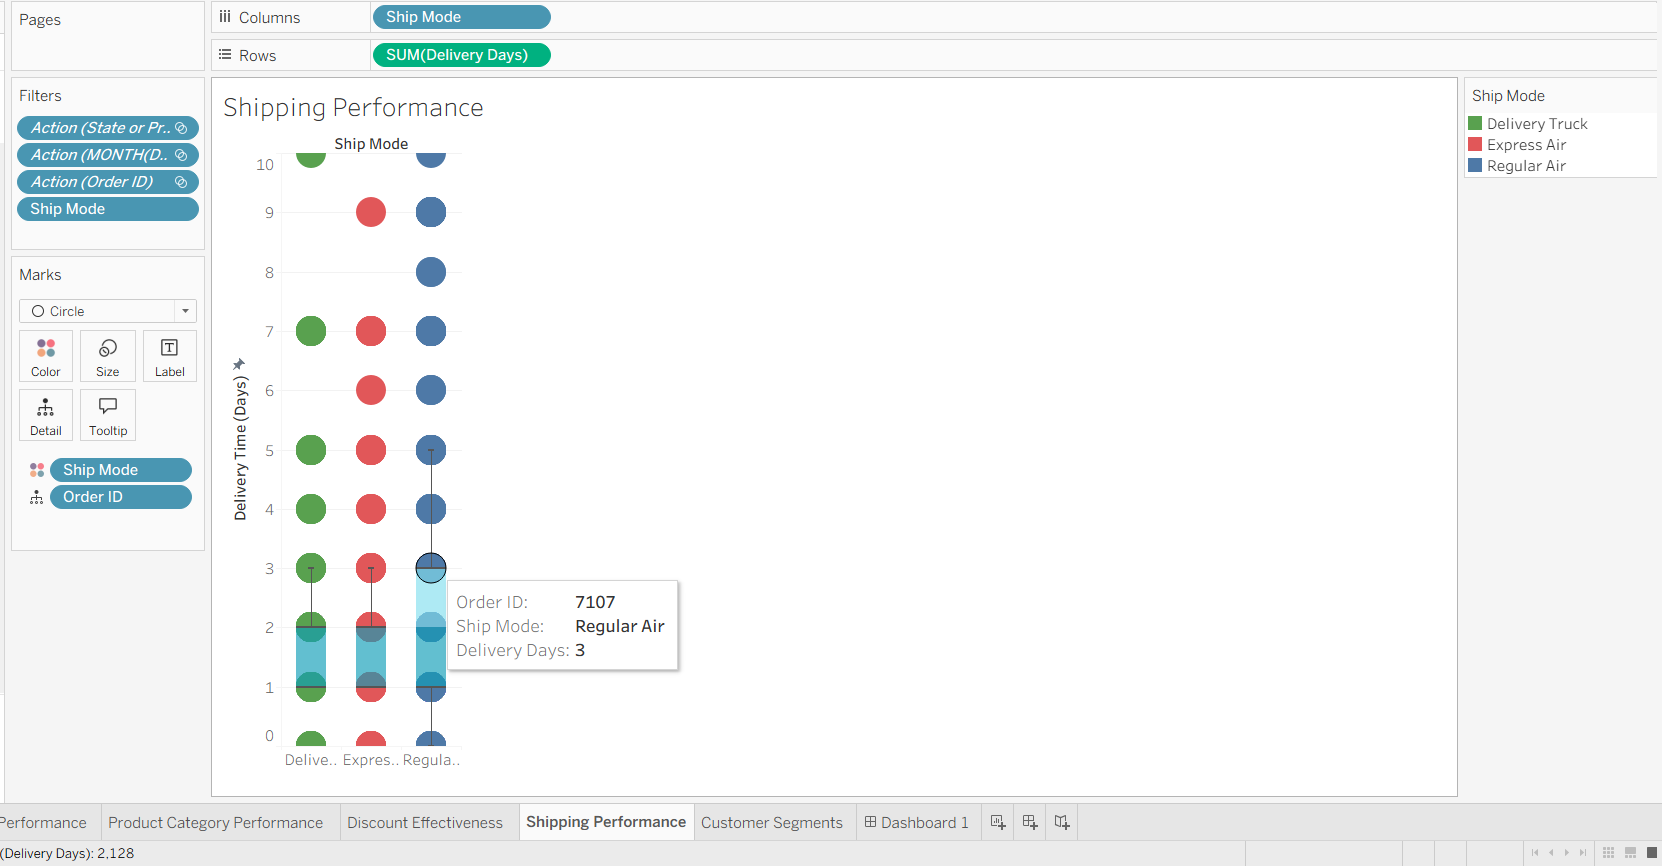 Pages
Columns
Ship Mode
Rows
SUM(Delivery Days)
Filters
Action (State or Pr..
Action (MONTH(D..
Action (Order ID)
Ship Mode
Marks
Circle
Color
Size
Label
Detail
Tooltip
Ship Mode
Order ID
Shipping Performance
Ship Mode
10
9
8
7
6
5
4
3
2
1
0
Delivery Time (Days)
Delive.. Expres.. Regula..
Order ID: 7107
Ship Mode: Regular Air
Delivery Days: 3
Ship Mode
Delivery Truck
Express Air
Regular Air
Performance
Product Category Performance
Discount Effectiveness
Shipping Performance
Customer Segments
Dashboard 1
(Delivery Days): 2,128